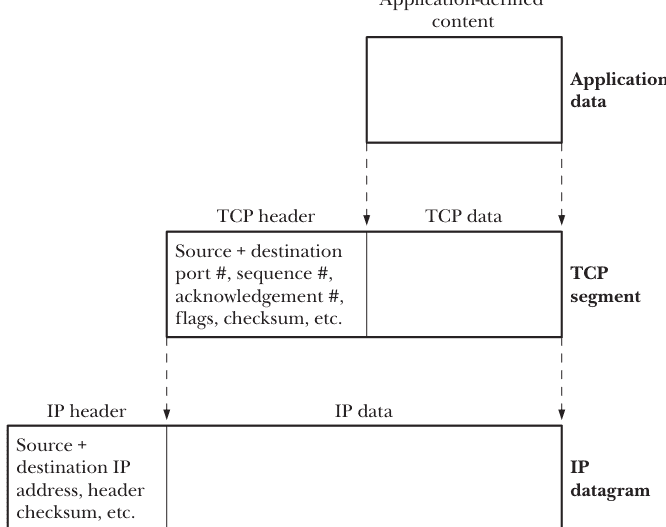 Application-defined
content
Application
data
TCP header
TCP data
Source + destination
port #, sequence #,
acknowledgement #,
flags, checksum, etc.
TCP
segment
IP header
IP data
Source +
destination IP
address, header
checksum, etc.
IP
datagram